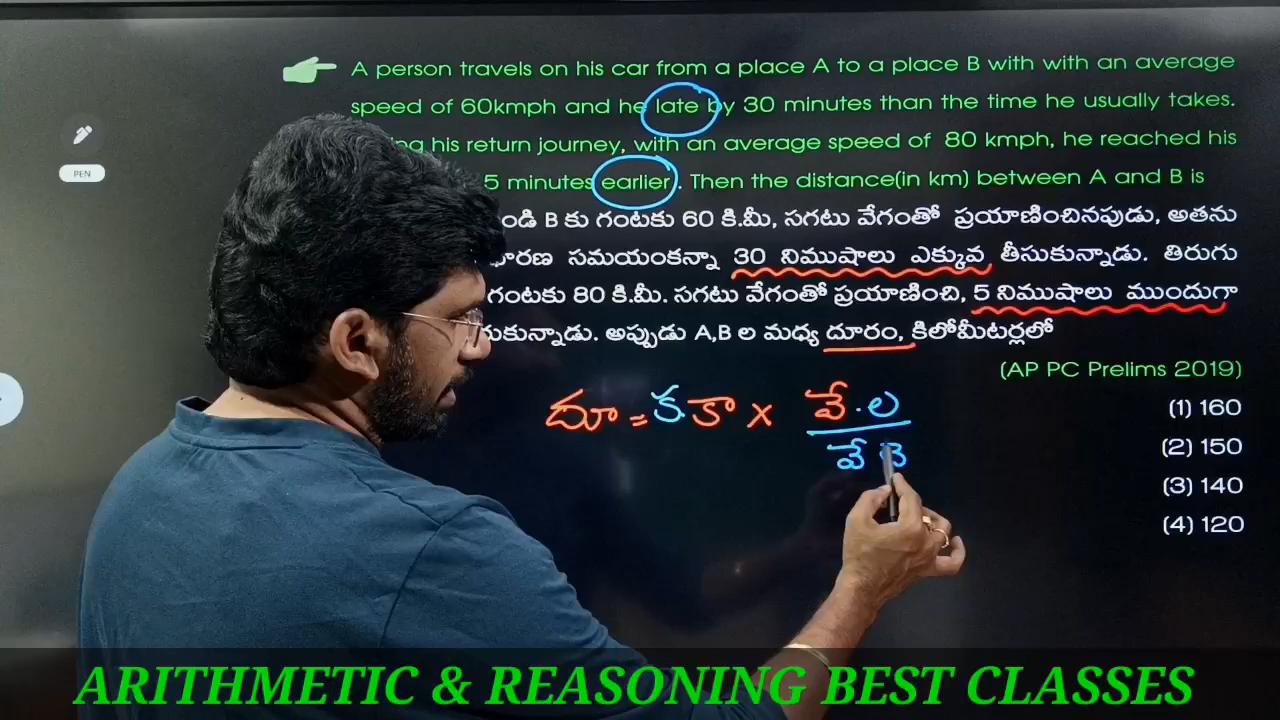 A person travels on his car from a place A to a place B with with an average
speed of 60kmph and he late by 30 minutes than the time he usually takes.
his return journey, with an average speed of 80 kmph, he reached his
5 minutes earlier. Then the distance(in km) between A and B is
B కు గంటకు 60 కి.మీ, సగటు వేగంతో ప్రయాణించినపుడు, అతను
సమయంకన్నా 30 నిముషాలు ఎక్కువ తీసుకున్నాడు. తిరుగు
గంటకు 80 కి.మీ. సగటు వేగంతో ప్రయాణించి, 5 నిముషాలు ముందుగా
అప్పుడు A,B ల మధ్య దూరం, కిలోమీటర్లలో
(AP PC Prelims 2019)
(1) 160
(2) 150
(3) 140
(4) 120
దూ = క.కా x వే.ల
వే
PEN
ARITHMETIC & REASONING BEST CLASSES